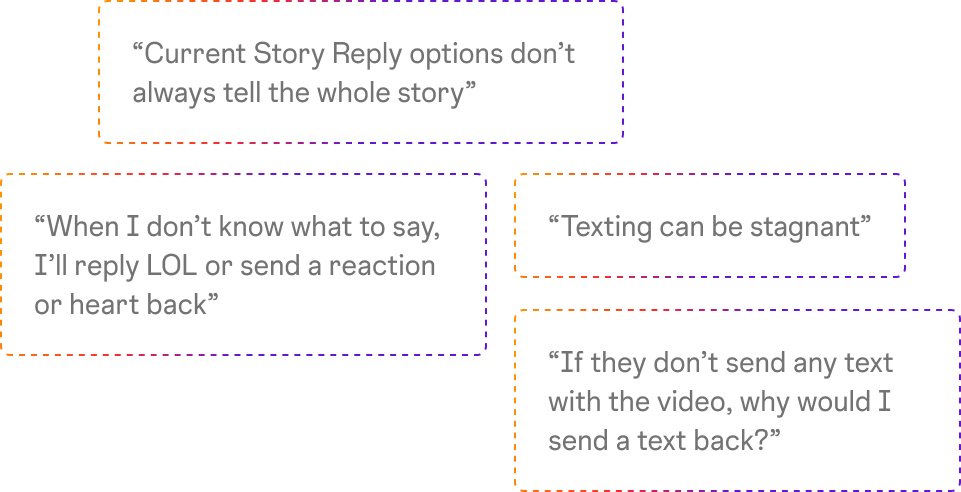 “Current Story Reply options don’t
always tell the whole story”
“When I don’t know what to say,
I’ll reply LOL or send a reaction
or heart back”
“Texting can be stagnant”
“If they don’t send any text
with the video, why would I
send a text back?”